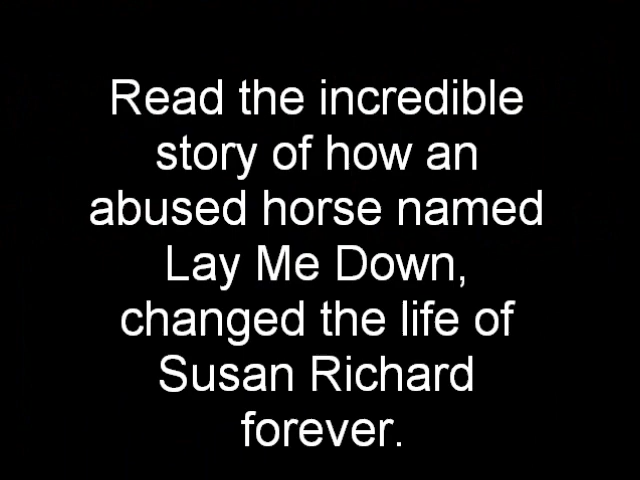 Read the incredible
story of how an
abused horse named
Lay Me Down,
changed the life of
Susan Richard
forever.